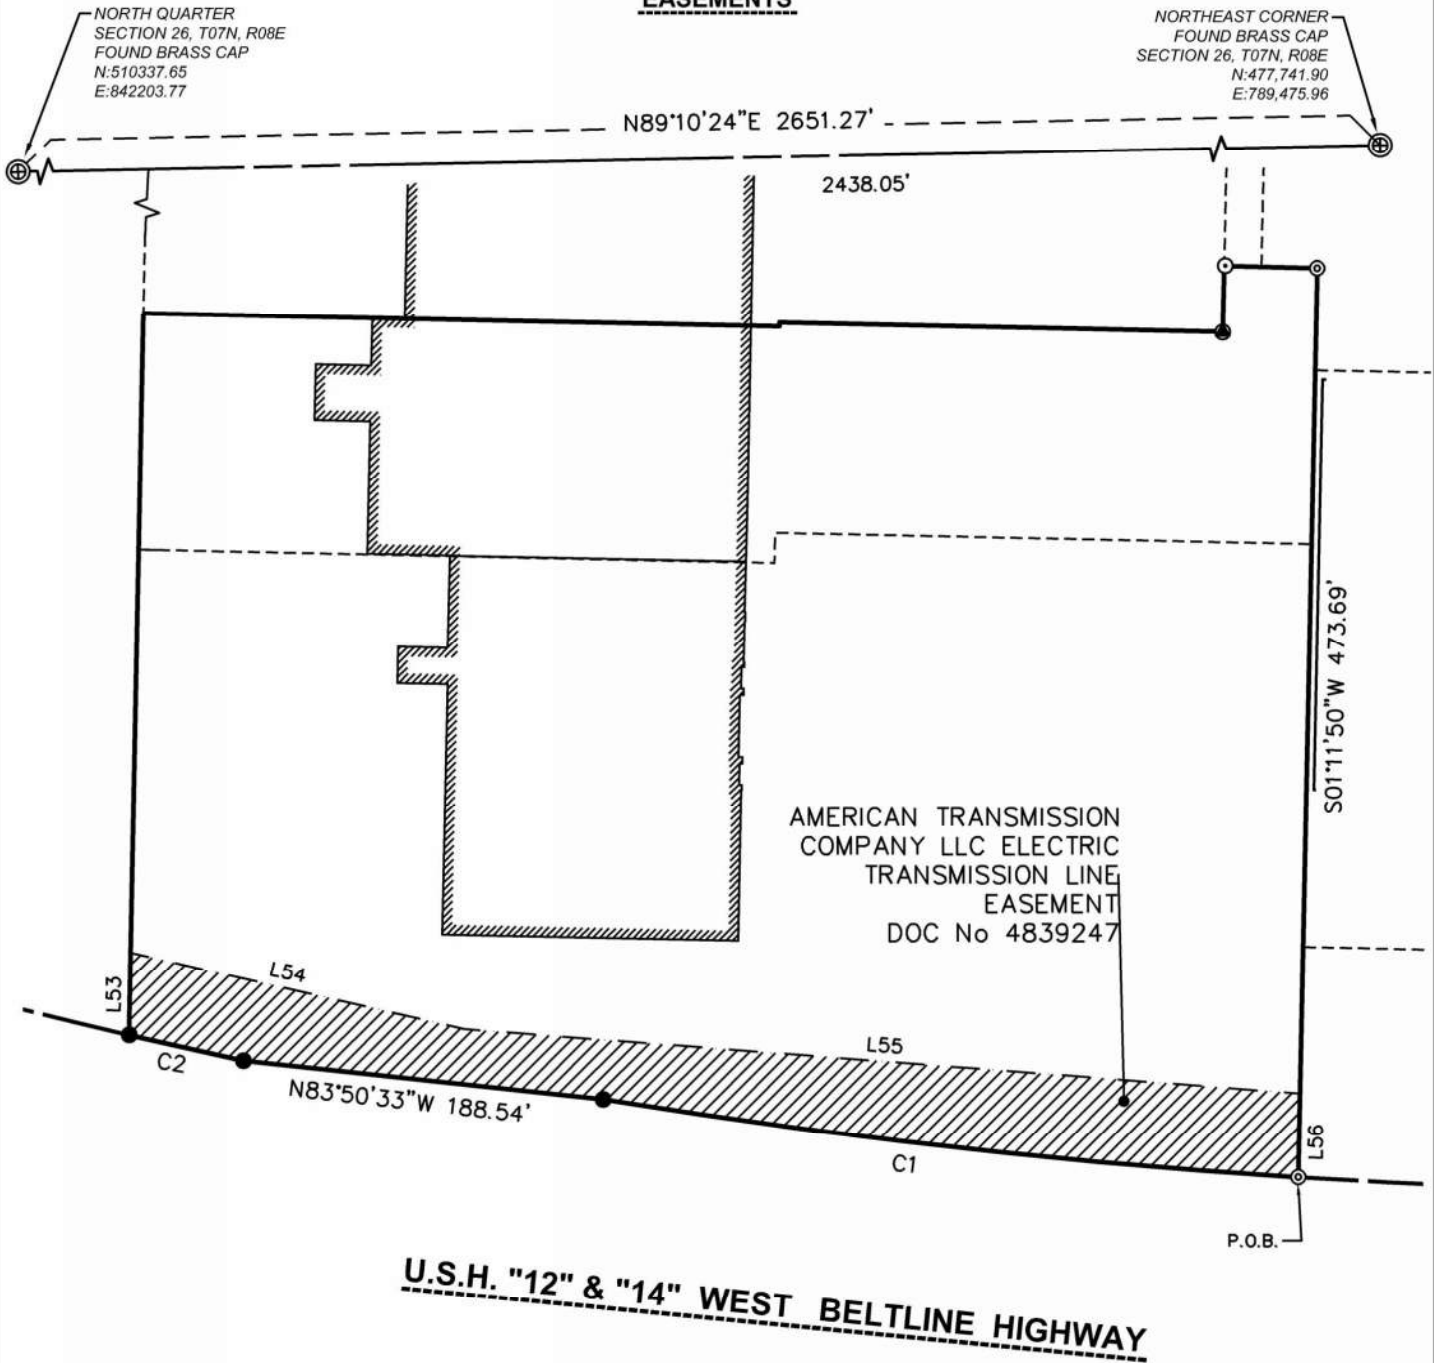 EASEMENTS
NORTH QUARTER
SECTION 26, T07N, R08E
FOUND BRASS CAP
N:510337.65
E:842203.77
NORTHEAST CORNER
FOUND BRASS CAP
SECTION 26, T07N, R08E
N:477,741.90
E:789,475.96
N89°10'24"E 2651.27'
2438.05'
S01°11'50"W 473.69'
AMERICAN TRANSMISSION
COMPANY LLC ELECTRIC
TRANSMISSION LINE
EASEMENT
DOC No 4839247
L53
L54
L55
L56
C2
N83°50'33"W 188.54'
C1
P.O.B.
U.S.H. "12" & "14" WEST BELTLINE HIGHWAY